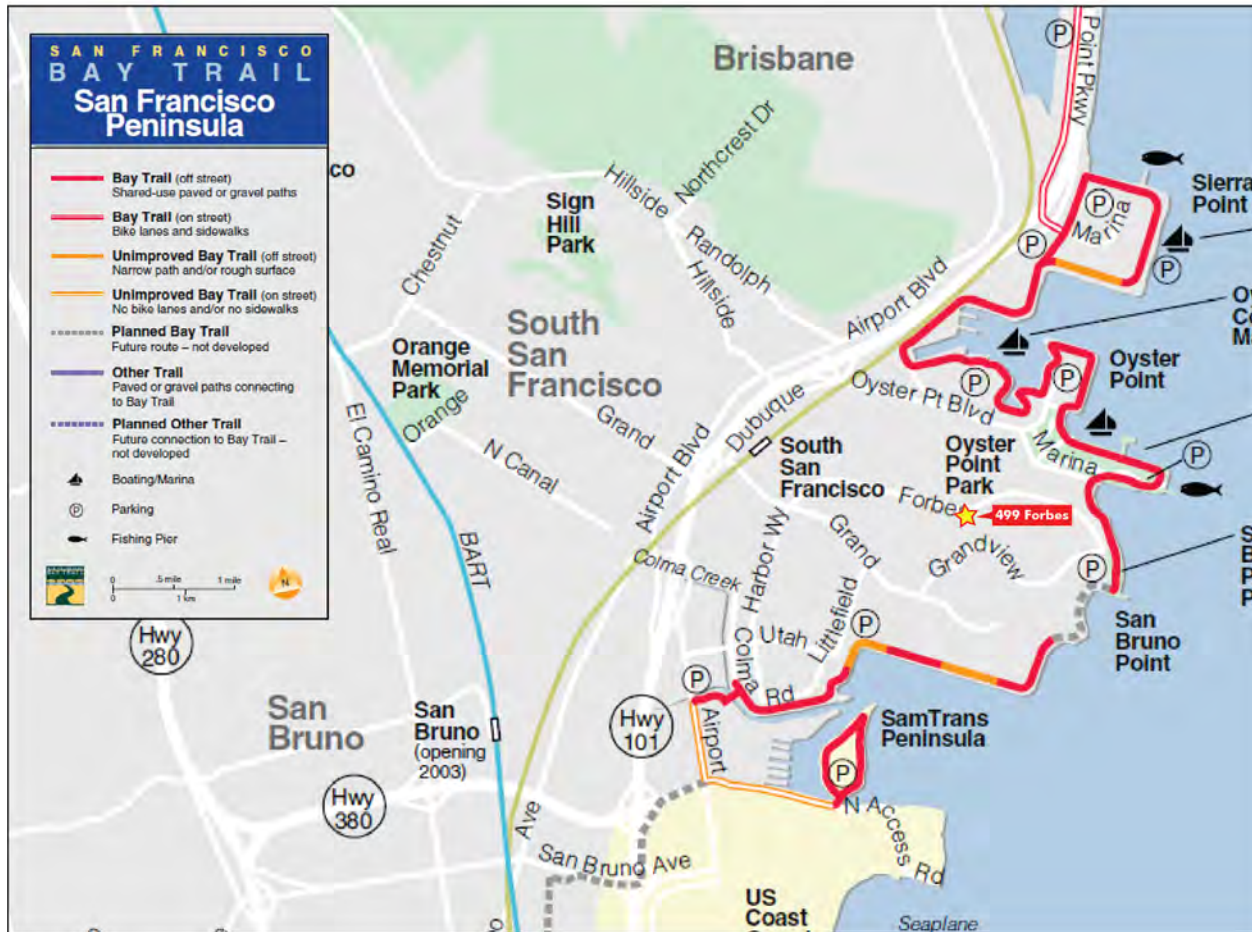 SAN FRANCISCO
BAY TRAIL
San Francisco
Peninsula
Bay Trail (off street)
Shared-use paved or gravel paths
Bay Trail (on street)
Bike lanes and sidewalks
Unimproved Bay Trail (off street)
Narrow path and/or rough surface
Unimproved Bay Trail (on street)
No bike lanes and/or no sidewalks
Planned Bay Trail
Future route – not developed
Other Trail
Paved or gravel paths connecting
to Bay Trail
Planned Other Trail
Future connection to Bay Trail –
not developed
Boating/Marina
P Parking
Fishing Pier
0 .5 mile 1 mile
0 1 km
N
co
Brisbane
Point Pkwy
P
Northcrest Dr
Hillside
Sign
Hill
Park
Randolph
Hillside
Chestnut
Airport Blvd
P
Marina
Sierra
Point
P
P
South
San
Francisco
Orange
Memorial
Park
Orange
Grand
N Canal
El Camino Real
BART
Airport Blvd
Dubuque
Oyster Pt Blvd
P
P
Oyster
Point
Marina
P
South
San
Francisco
Oyster
Point
Park
Forbes
499 Forbes
Grand
Grandview
P
San
Bruno
Point
Colma Creek
Harbor Wy
Littlefield
Utah
P
Colma
Rd
P
Airport
Hwy
101
SamTrans
Peninsula
P
N Access Rd
Hwy
280
San
Bruno
San
Bruno
(opening
2003)
Hwy
380
Ave
San Bruno Ave
US
Coast
Seaplane